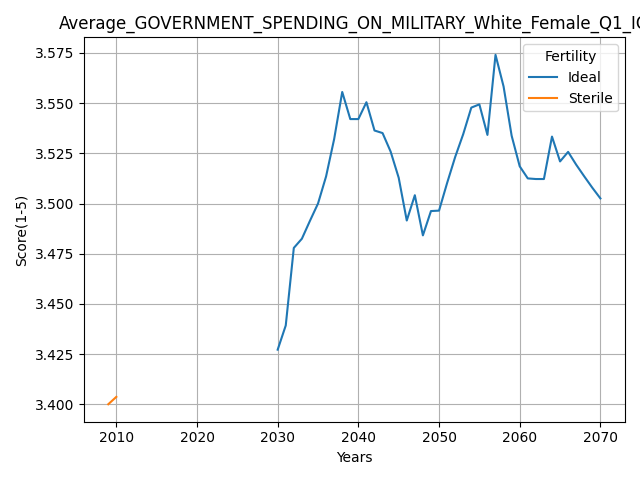 Average_GOVERNMENT_SPENDING_ON_MILITARY_White_Female_Q1_IC
Fertility
Ideal
Sterile
3.575
3.550
3.525
3.500
3.475
3.450
3.425
3.400
Score(1-5)
2010 2020 2030 2040 2050 2060 2070
Years